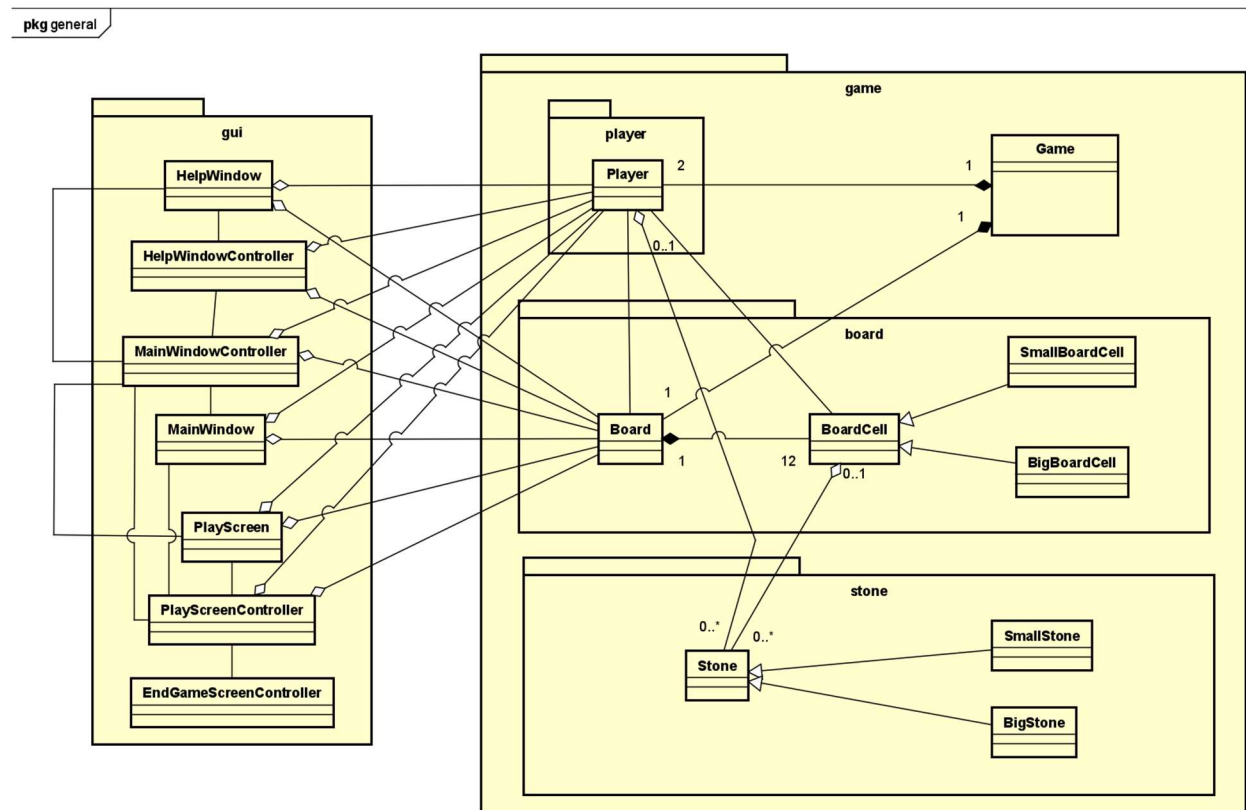 pkg general
game
gui
player
HelpWindow
Player
2
1
Game
1
0..1
HelpWindowController
board
MainWindowController
SmallBoardCell
1
MainWindow
Board
BoardCell
1
12
0..1
BigBoardCell
PlayScreen
stone
PlayScreenController
0..*
0..*
SmallStone
Stone
EndGameScreenController
BigStone